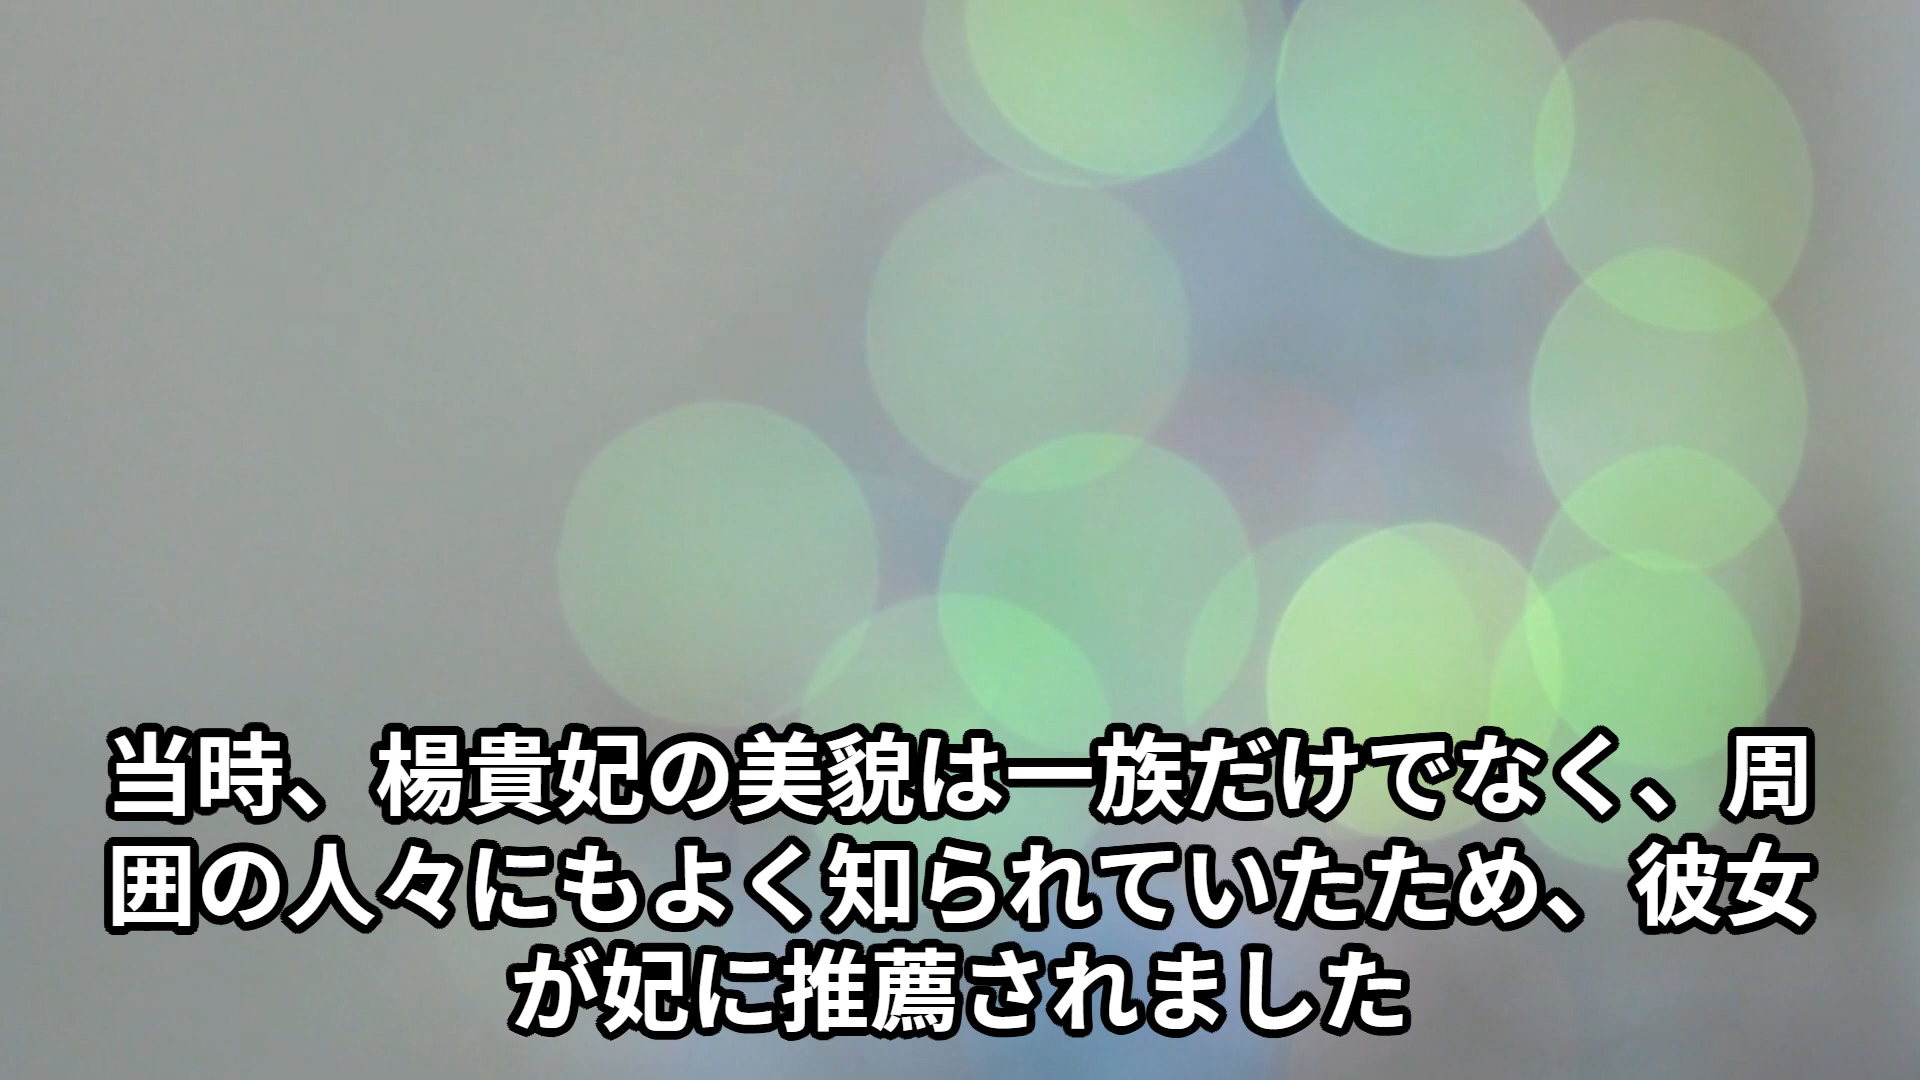 当時、楊貴妃の美貌は一族だけでなく、周
囲の人々にもよく知られていたため、彼女
が妃に推薦されました